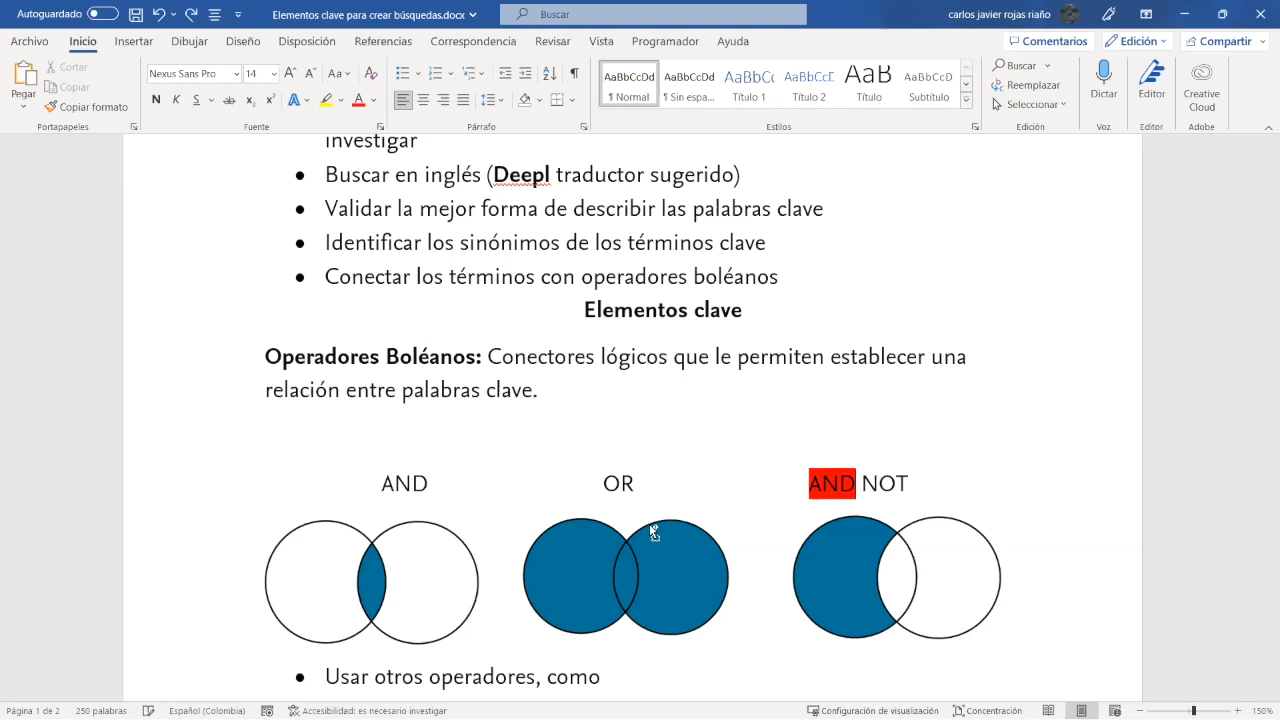 Autoguardado
Elementos clave para crear búsquedas.docx
Buscar
carlos javier rojas riaño
Archivo Inicio Insertar Dibujar Diseño Disposición Referencias Correspondencia Revisar Vista Programador Ayuda
Comentarios Edición Compartir
Pegar
Cortar
Copiar
Copiar formato
Portapapeles
Nexus Sans Pro 14
N K S ab x₂ x²
Fuente
Párrafo
AaBbCcDd AaBbCcDd AaBbCc AaBbCcE AaB AaBbCcD
¶ Normal ¶ Sin espa... Título 1 Título 2 Título Subtítulo
Estilos
Buscar
Reemplazar
Seleccionar
Edición
Dictar
Voz
Editor
Editor
Creative
Cloud
Adobe
investigar
• Buscar en inglés (Deepl traductor sugerido)
• Validar la mejor forma de describir las palabras clave
• Identificar los sinónimos de los términos clave
• Conectar los términos con operadores boléanos
Elementos clave
Operadores Boléanos: Conectores lógicos que le permiten establecer una
relación entre palabras clave.
AND OR AND NOT
• Usar otros operadores, como
Página 1 de 2 250 palabras Español (Colombia) Accesibilidad: es necesario investigar Configuración de visualización Concentración 150%